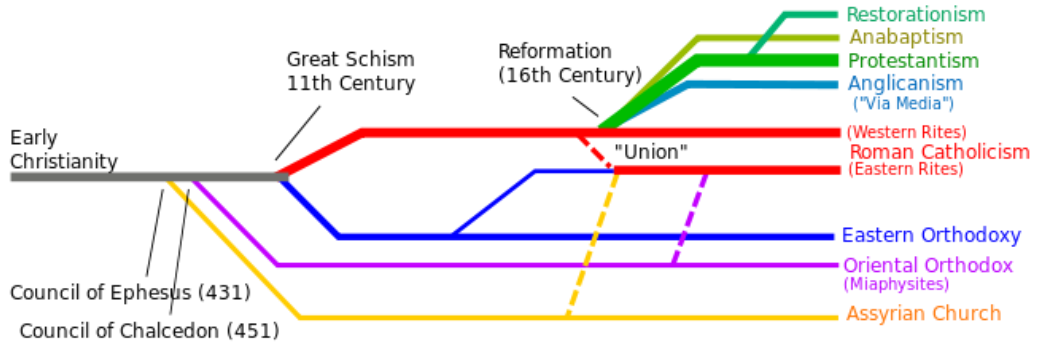 Restorationism
Anabaptism
Protestantism
Anglicanism
("Via Media")
Reformation
(16th Century)
Great Schism
11th Century
Early
Christianity
"Union"
(Western Rites)
Roman Catholicism
(Eastern Rites)
Eastern Orthodoxy
Oriental Orthodox
(Miaphysites)
Assyrian Church
Council of Ephesus (431)
Council of Chalcedon (451)